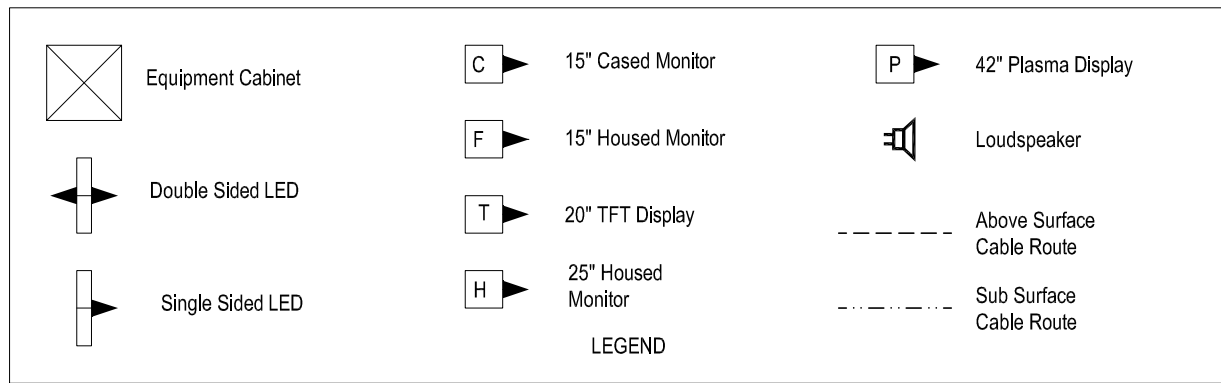 Equipment Cabinet
Double Sided LED
Single Sided LED
C
15" Cased Monitor
F
15" Housed Monitor
T
20" TFT Display
H
25" Housed
Monitor
LEGEND
P
42" Plasma Display
Loudspeaker
Above Surface
Cable Route
Sub Surface
Cable Route